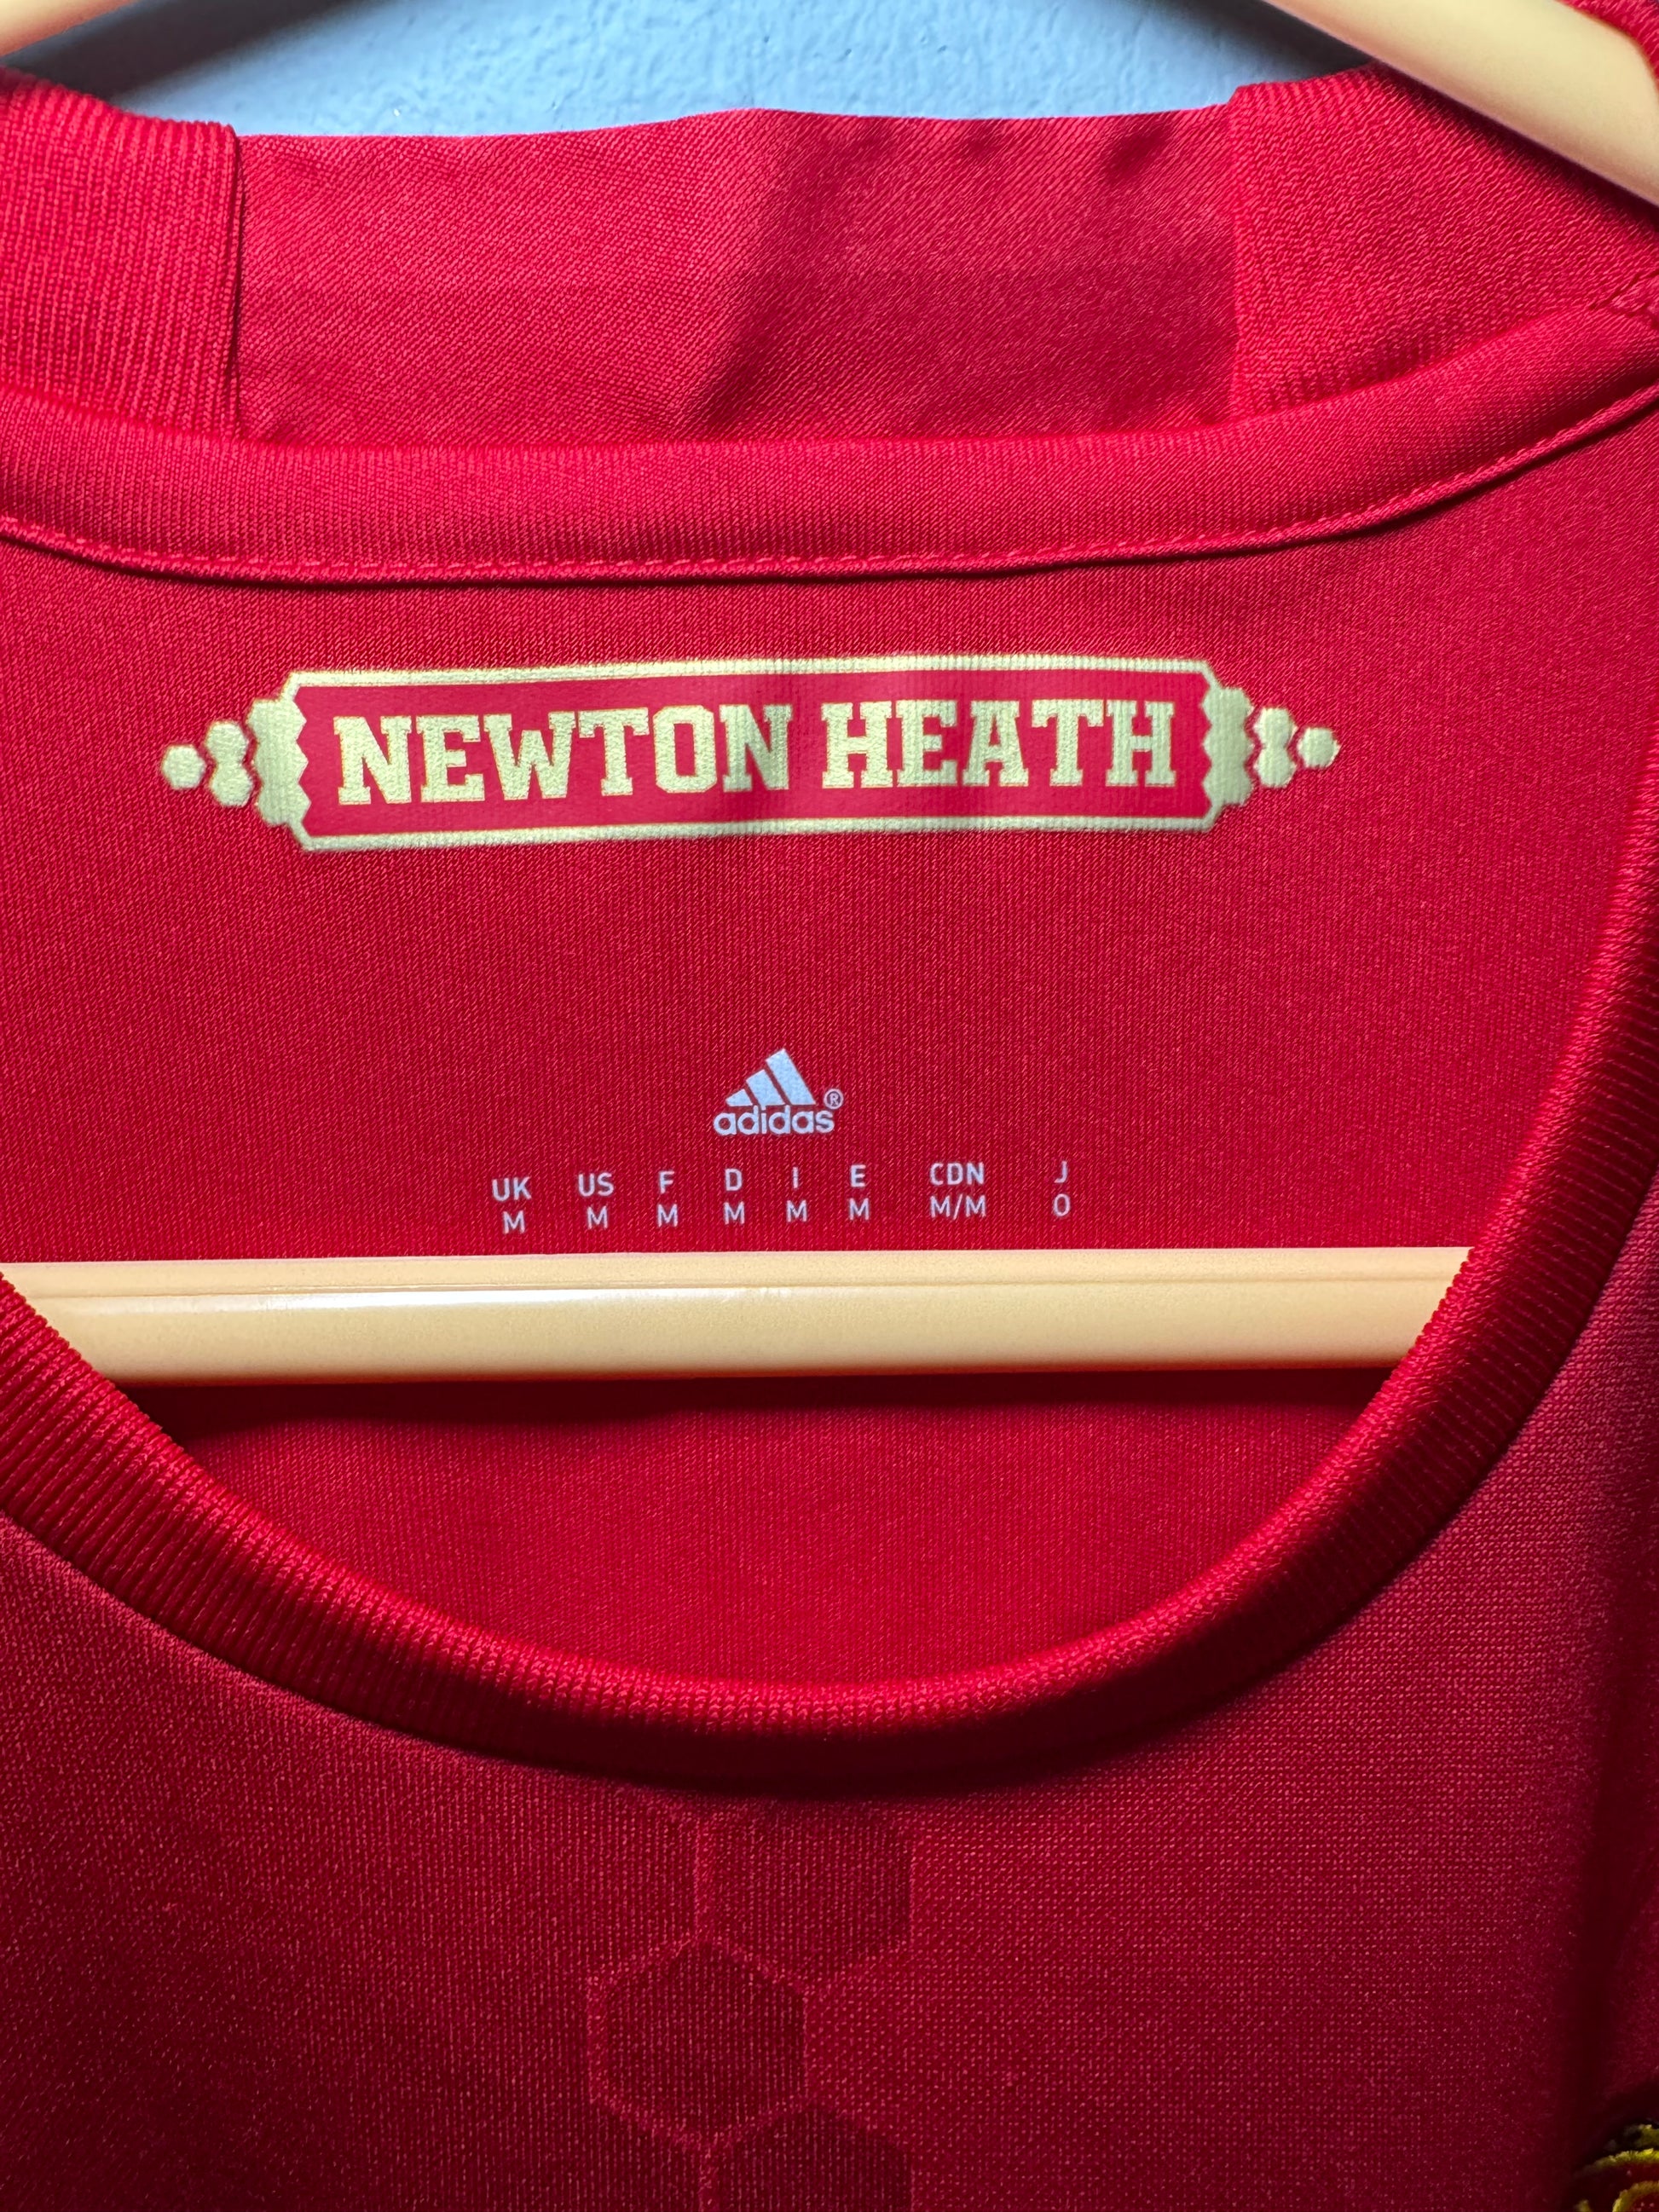 NEWTON HEATH
adidas®
UK US F D I E CDN J
M M M M M M M/M O